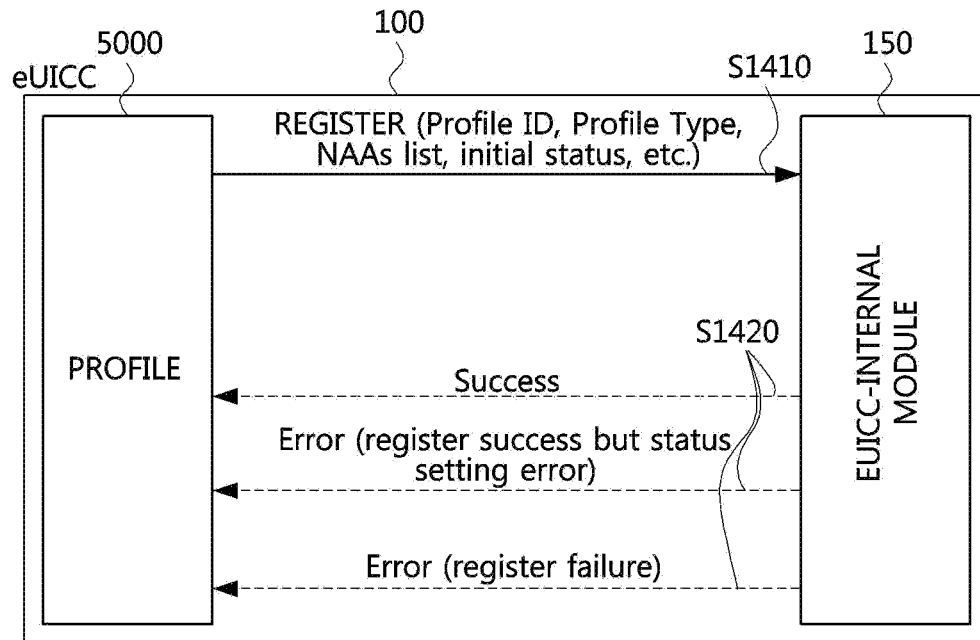 5000
100
150
eUICC
S1410
REGISTER (Profile ID, Profile Type,
NAAs list, initial status, etc.)
PROFILE
EUICC-INTERNAL
MODULE
S1420
Success
Error (register success but status
setting error)
Error (register failure)